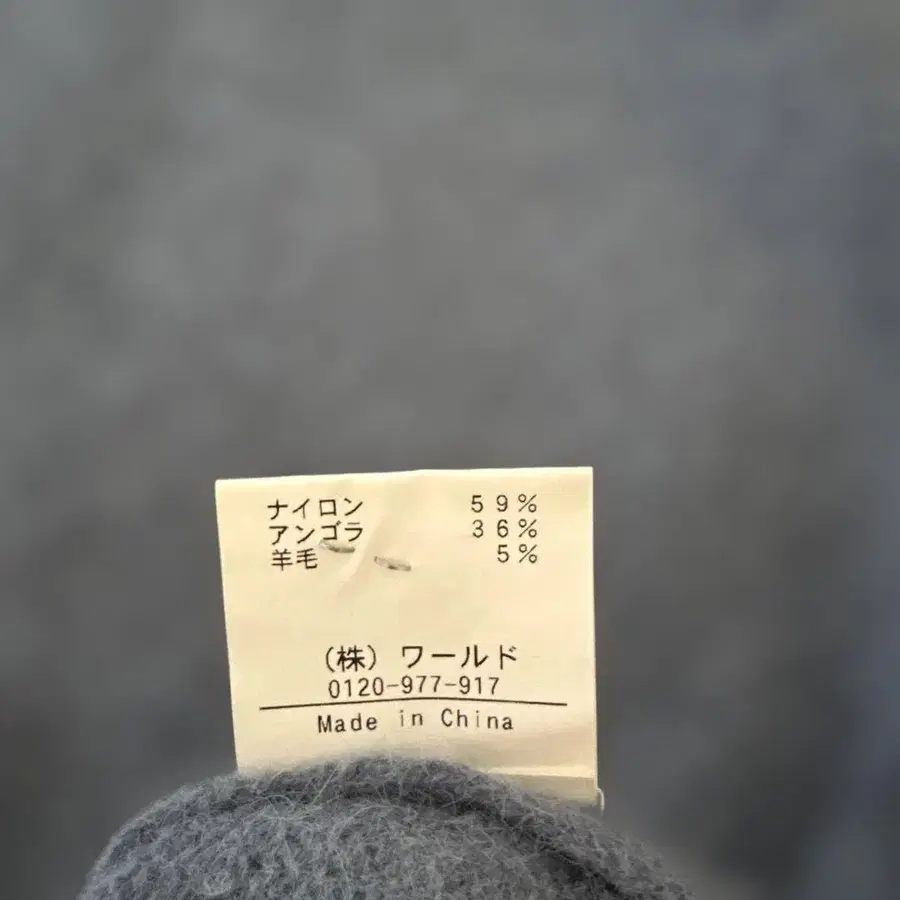 ナイロン 59%
アンゴラ 36%
羊毛 5%
(株) ワールド
0120-977-917
Made in China